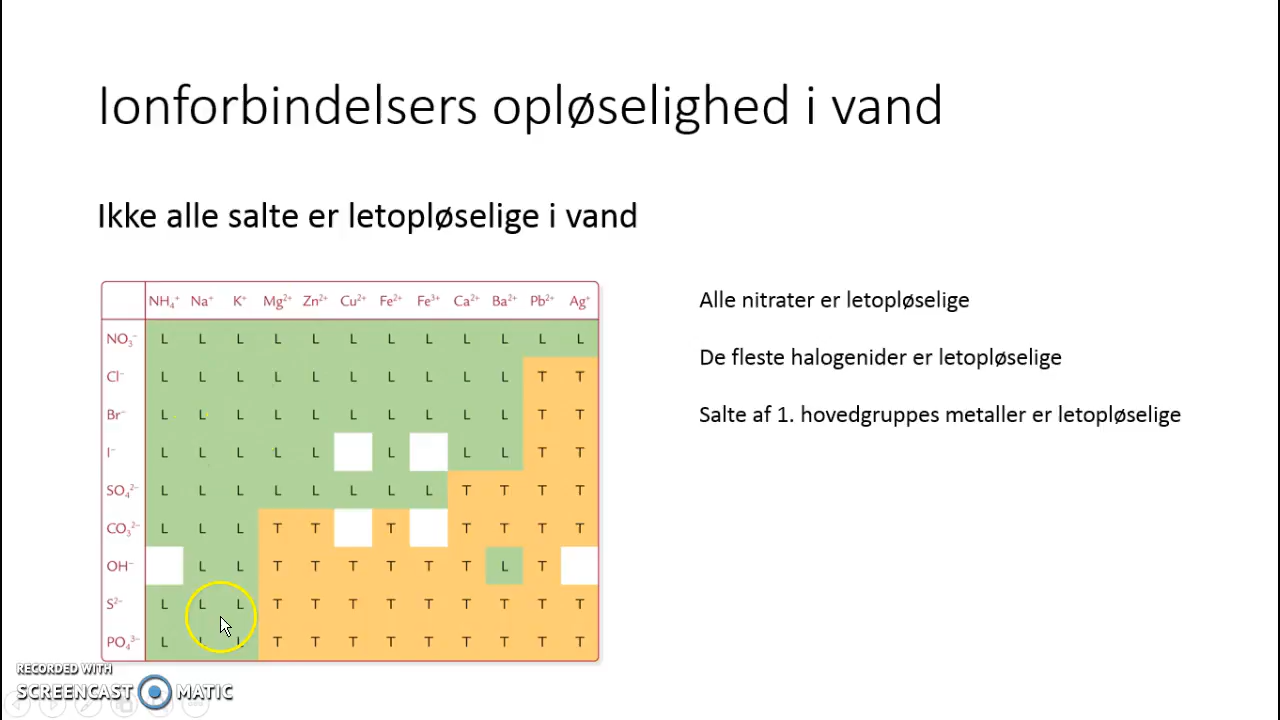 Ionforbindelsers opløselighed i vand
Ikke alle salte er letopløselige i vand
NH₄⁺ Na⁺ K⁺ Mg²⁺ Zn²⁺ Cu²⁺ Fe²⁺ Fe³⁺ Ca²⁺ Ba²⁺ Pb²⁺ Ag⁺
NO₃⁻ L L L L L L L L L L L L
Cl⁻ L L L L L L L L L L T T
Br⁻ L L L L L L L L L L T T
I⁻ L L L L L L L L T T
SO₄²⁻ L L L L L L L L T T T T
CO₃²⁻ L L L T T T T T T T
OH⁻ L L T T T T T T L T
S²⁻ L L L T T T T T T T T T
PO₄³⁻ L L L T T T T T T T T T
Alle nitrater er letopløselige
De fleste halogenider er letopløselige
Salte af 1. hovedgruppes metaller er letopløselige
RECORDED WITH
SCREENCAST MATIC